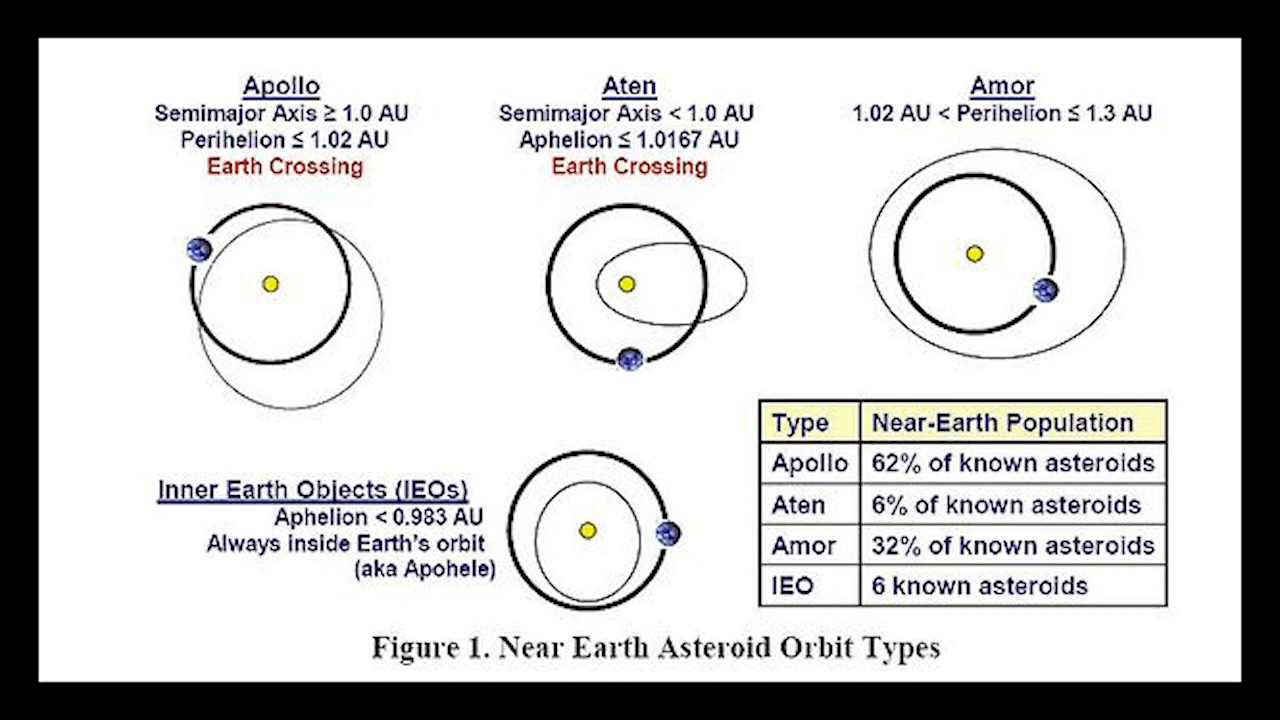 Apollo
Semimajor Axis ≥ 1.0 AU
Perihelion ≤ 1.02 AU
Earth Crossing
Aten
Semimajor Axis < 1.0 AU
Aphelion ≤ 1.0167 AU
Earth Crossing
Amor
1.02 AU < Perihelion ≤ 1.3 AU
Inner Earth Objects (IEOs)
Aphelion < 0.983 AU
Always inside Earth's orbit
(aka Apohele)
Type Near-Earth Population
Apollo 62% of known asteroids
Aten 6% of known asteroids
Amor 32% of known asteroids
IEO 6 known asteroids
Figure 1. Near Earth Asteroid Orbit Types